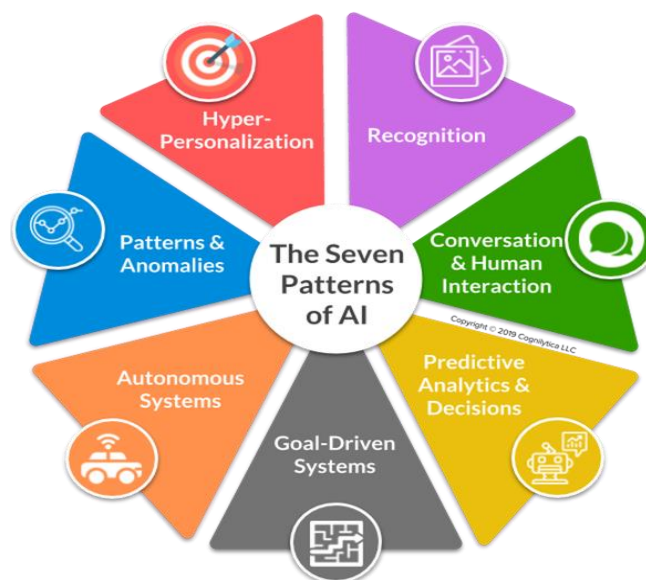 The Seven
Patterns
of AI
Hyper-
Personalization
Recognition
Conversation
& Human
Interaction
Copyright © 2019 Cognilytica LLC
Predictive
Analytics &
Decisions
Goal-Driven
Systems
Autonomous
Systems
Patterns &
Anomalies